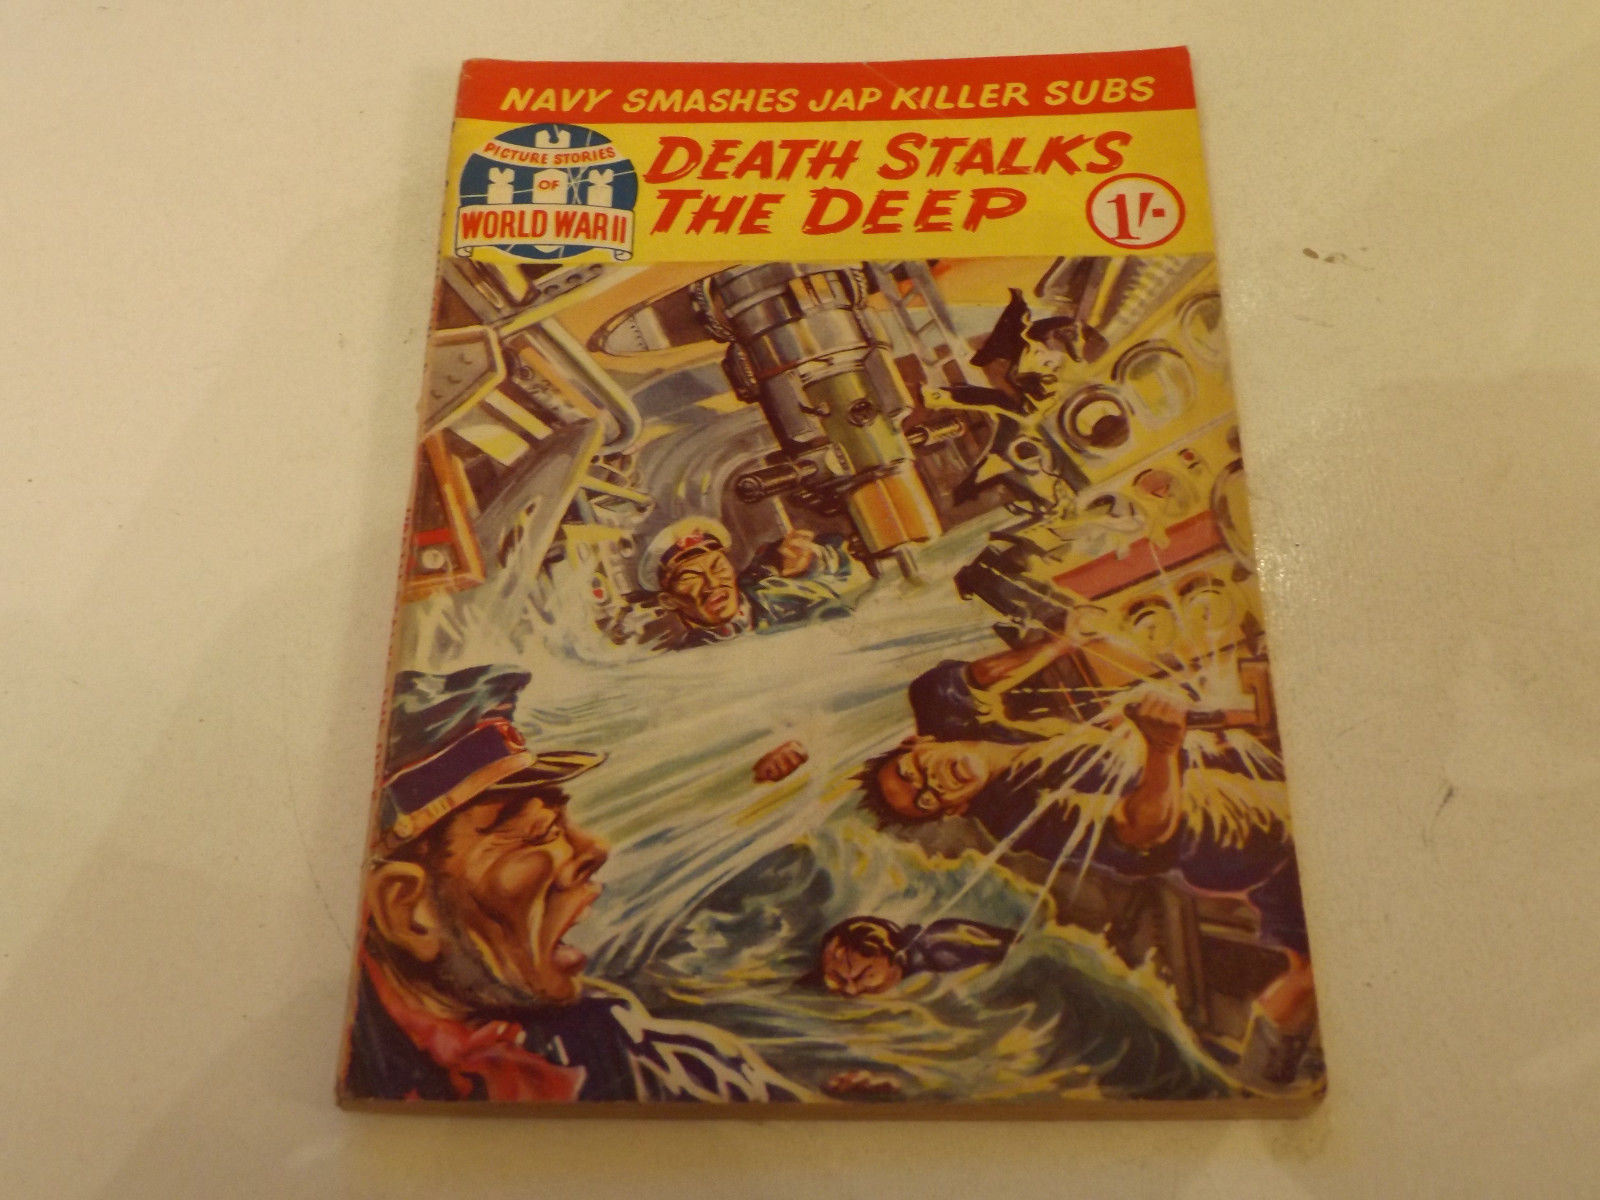 NAVY SMASHES JAP KILLER SUBS
PICTURE STORIES
OF
WORLD WAR II
DEATH STALKS
THE DEEP
1/-